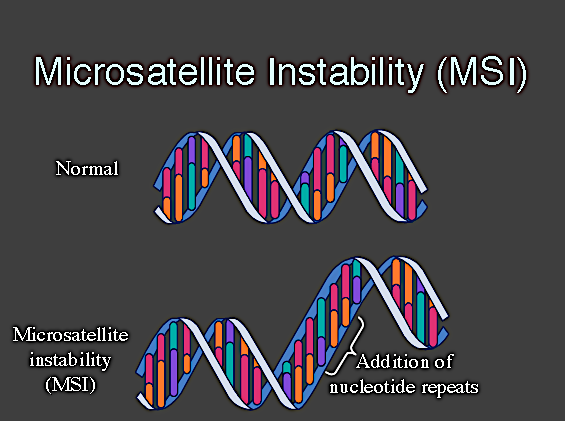 Microsatellite Instability (MSI)
Normal
Microsatellite
instability
(MSI)
Addition of
nucleotide repeats